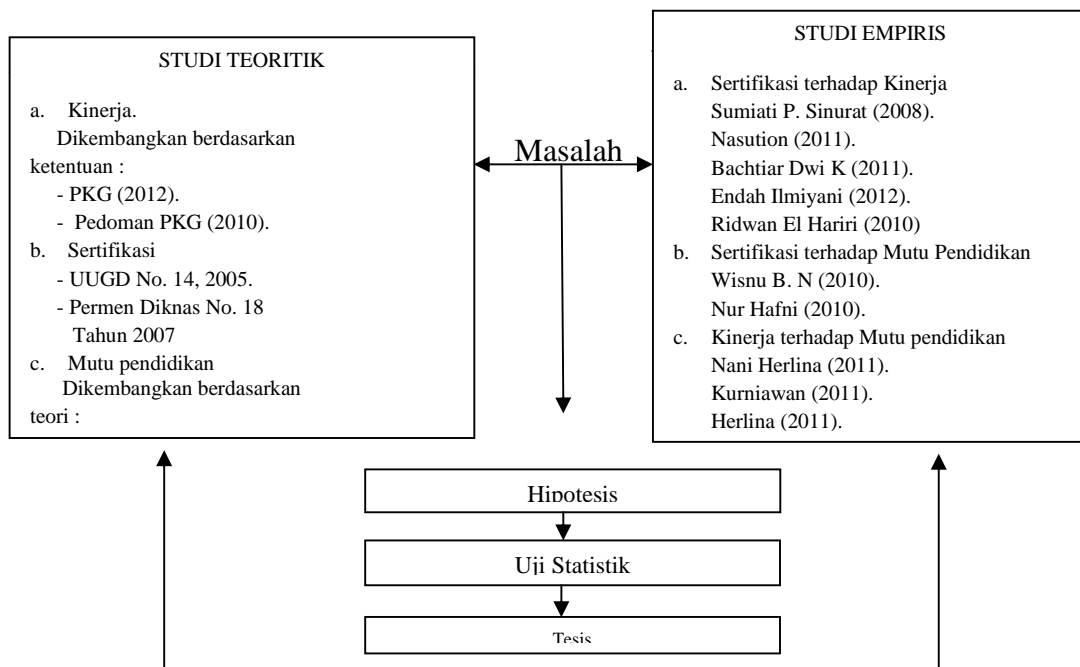 STUDI TEORITIK
a. Kinerja.
Dikembangkan berdasarkan
ketentuan :
- PKG (2012).
- Pedoman PKG (2010).
b. Sertifikasi
- UUGD No. 14, 2005.
- Permen Diknas No. 18
Tahun 2007
c. Mutu pendidikan
Dikembangkan berdasarkan
teori :
Masalah
STUDI EMPIRIS
a. Sertifikasi terhadap Kinerja
Sumiati P. Sinurat (2008).
Nasution (2011).
Bachtiar Dwi K (2011).
Endah Ilmiyani (2012).
Ridwan El Hariri (2010)
b. Sertifikasi terhadap Mutu Pendidikan
Wisnu B. N (2010).
Nur Hafni (2010).
c. Kinerja terhadap Mutu pendidikan
Nani Herlina (2011).
Kurniawan (2011).
Herlina (2011).
Hipotesis
Uji Statistik
Tesis